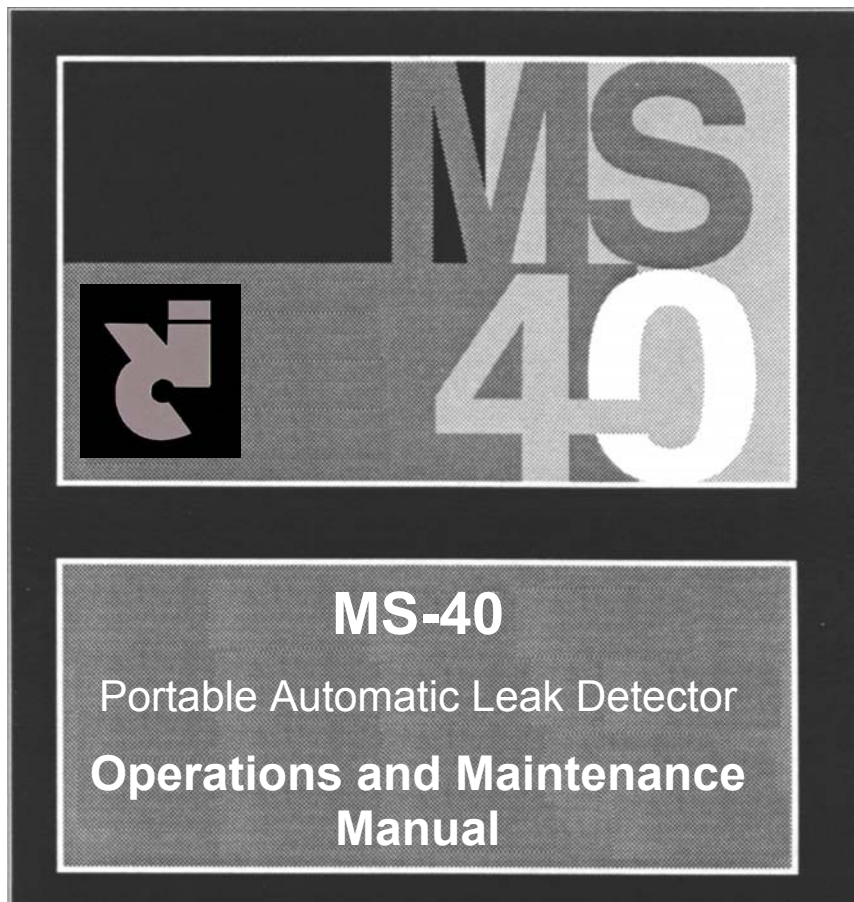 MS
40
MS-40
Portable Automatic Leak Detector
Operations and Maintenance
Manual